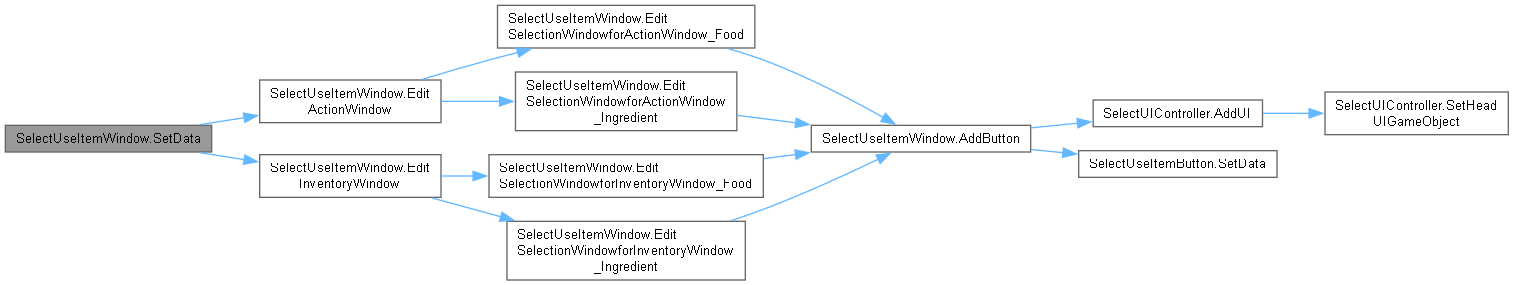 SelectUseItemWindow.SetData
SelectUseItemWindow.Edit
ActionWindow
SelectUseItemWindow.Edit
InventoryWindow
SelectUseItemWindow.Edit
SelectionWindowforActionWindow_Food
SelectUseItemWindow.Edit
SelectionWindowforActionWindow
_Ingredient
SelectUseItemWindow.Edit
SelectionWindowforInventoryWindow_Food
SelectUseItemWindow.Edit
SelectionWindowforInventoryWindow
_Ingredient
SelectUseItemWindow.AddButton
SelectUIController.AddUI
SelectUseItemButton.SetData
SelectUIController.SetHead
UIGameObject